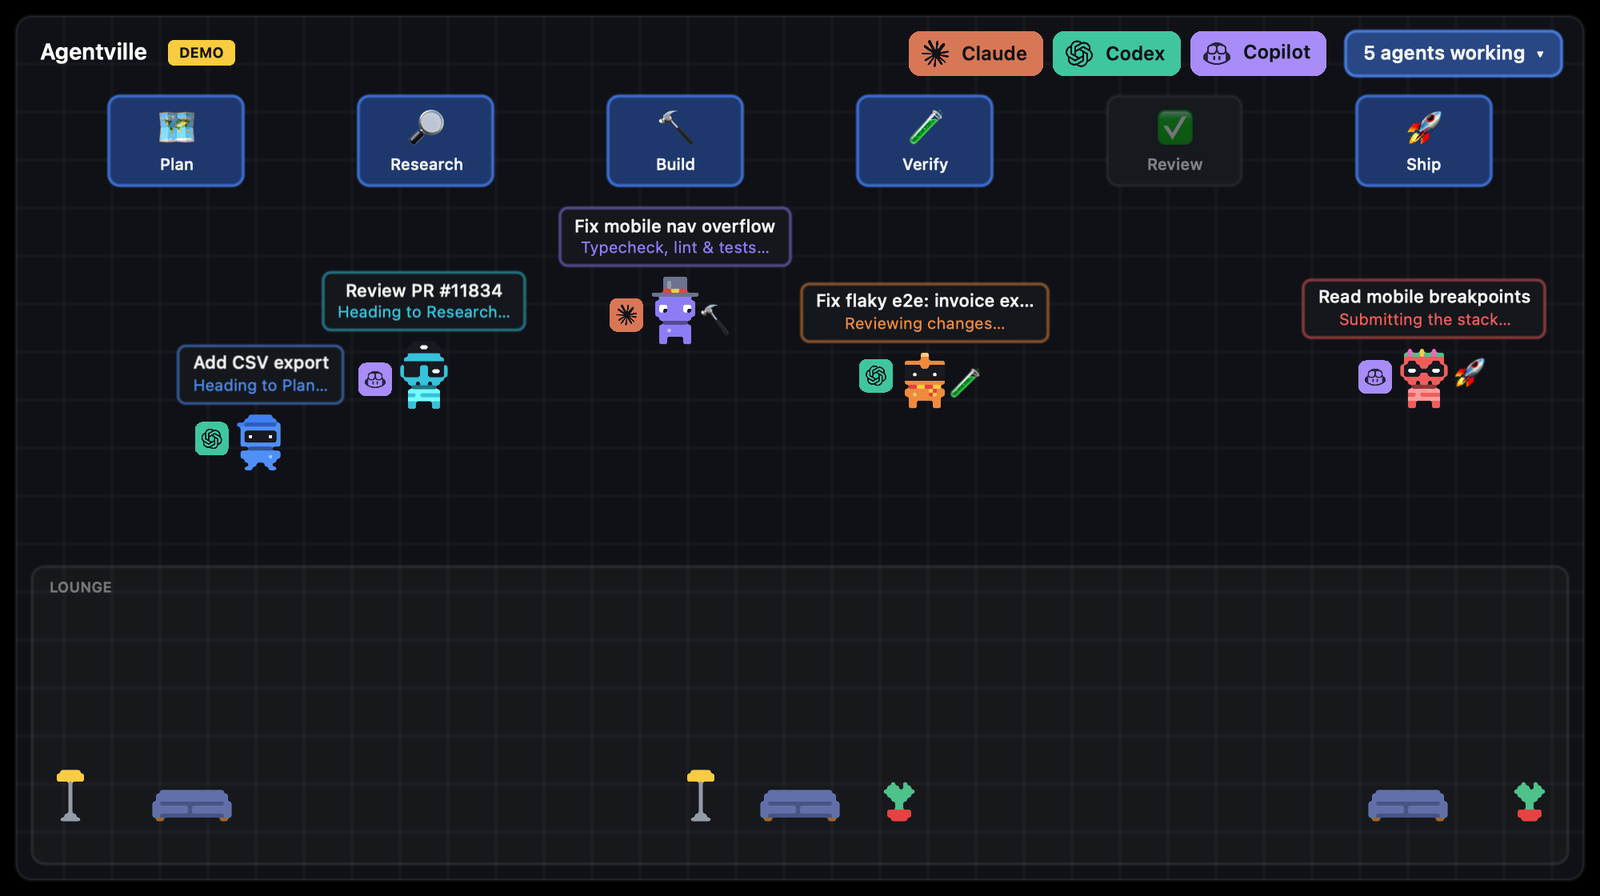 Agentville
DEMO
Claude
Codex
Copilot
5 agents working
Plan
Research
Build
Verify
Review
Ship
Fix mobile nav overflow
Typecheck, lint & tests...
Review PR #11834
Heading to Research...
Fix flaky e2e: invoice ex...
Reviewing changes...
Read mobile breakpoints
Submitting the stack...
Add CSV export
Heading to Plan...
LOUNGE